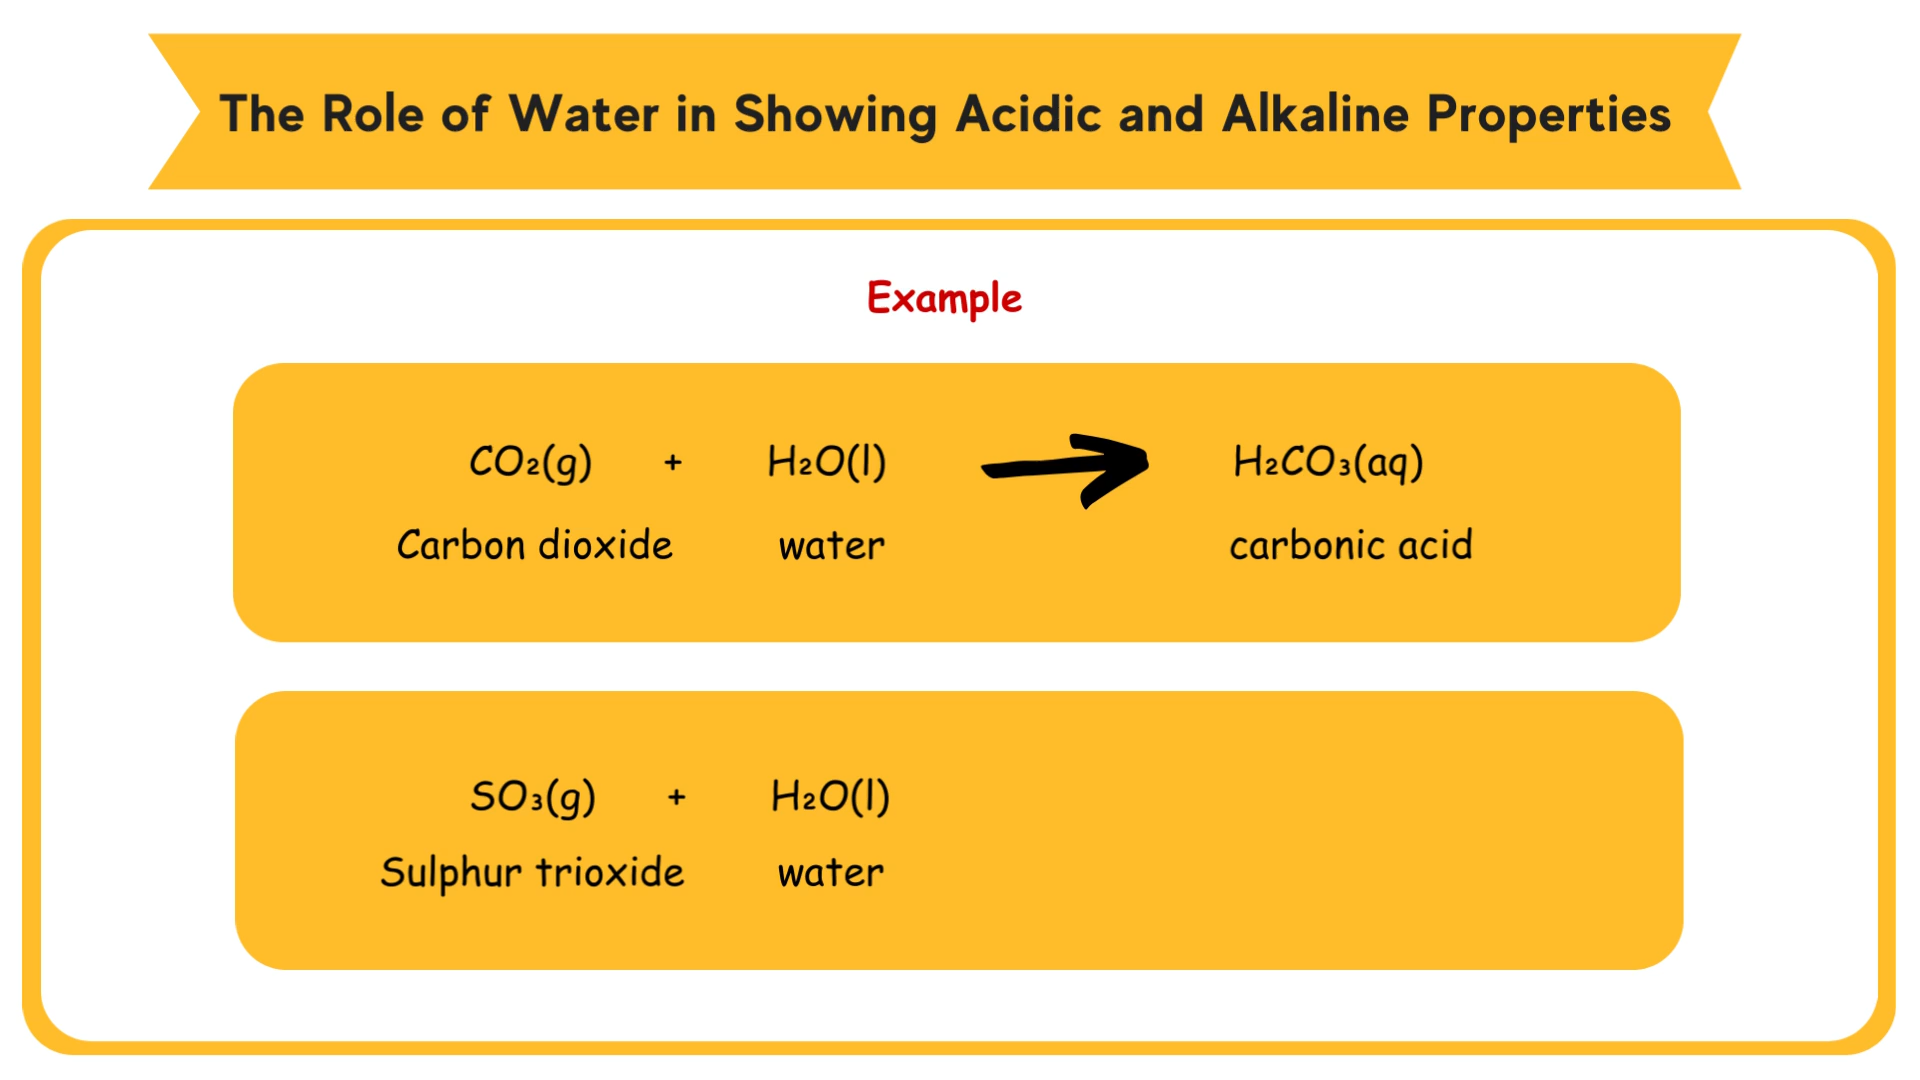 The Role of Water in Showing Acidic and Alkaline Properties
Example
CO₂(g) + H₂O(l) H₂CO₃(aq)
Carbon dioxide water carbonic acid
SO₃(g) + H₂O(l)
Sulphur trioxide water